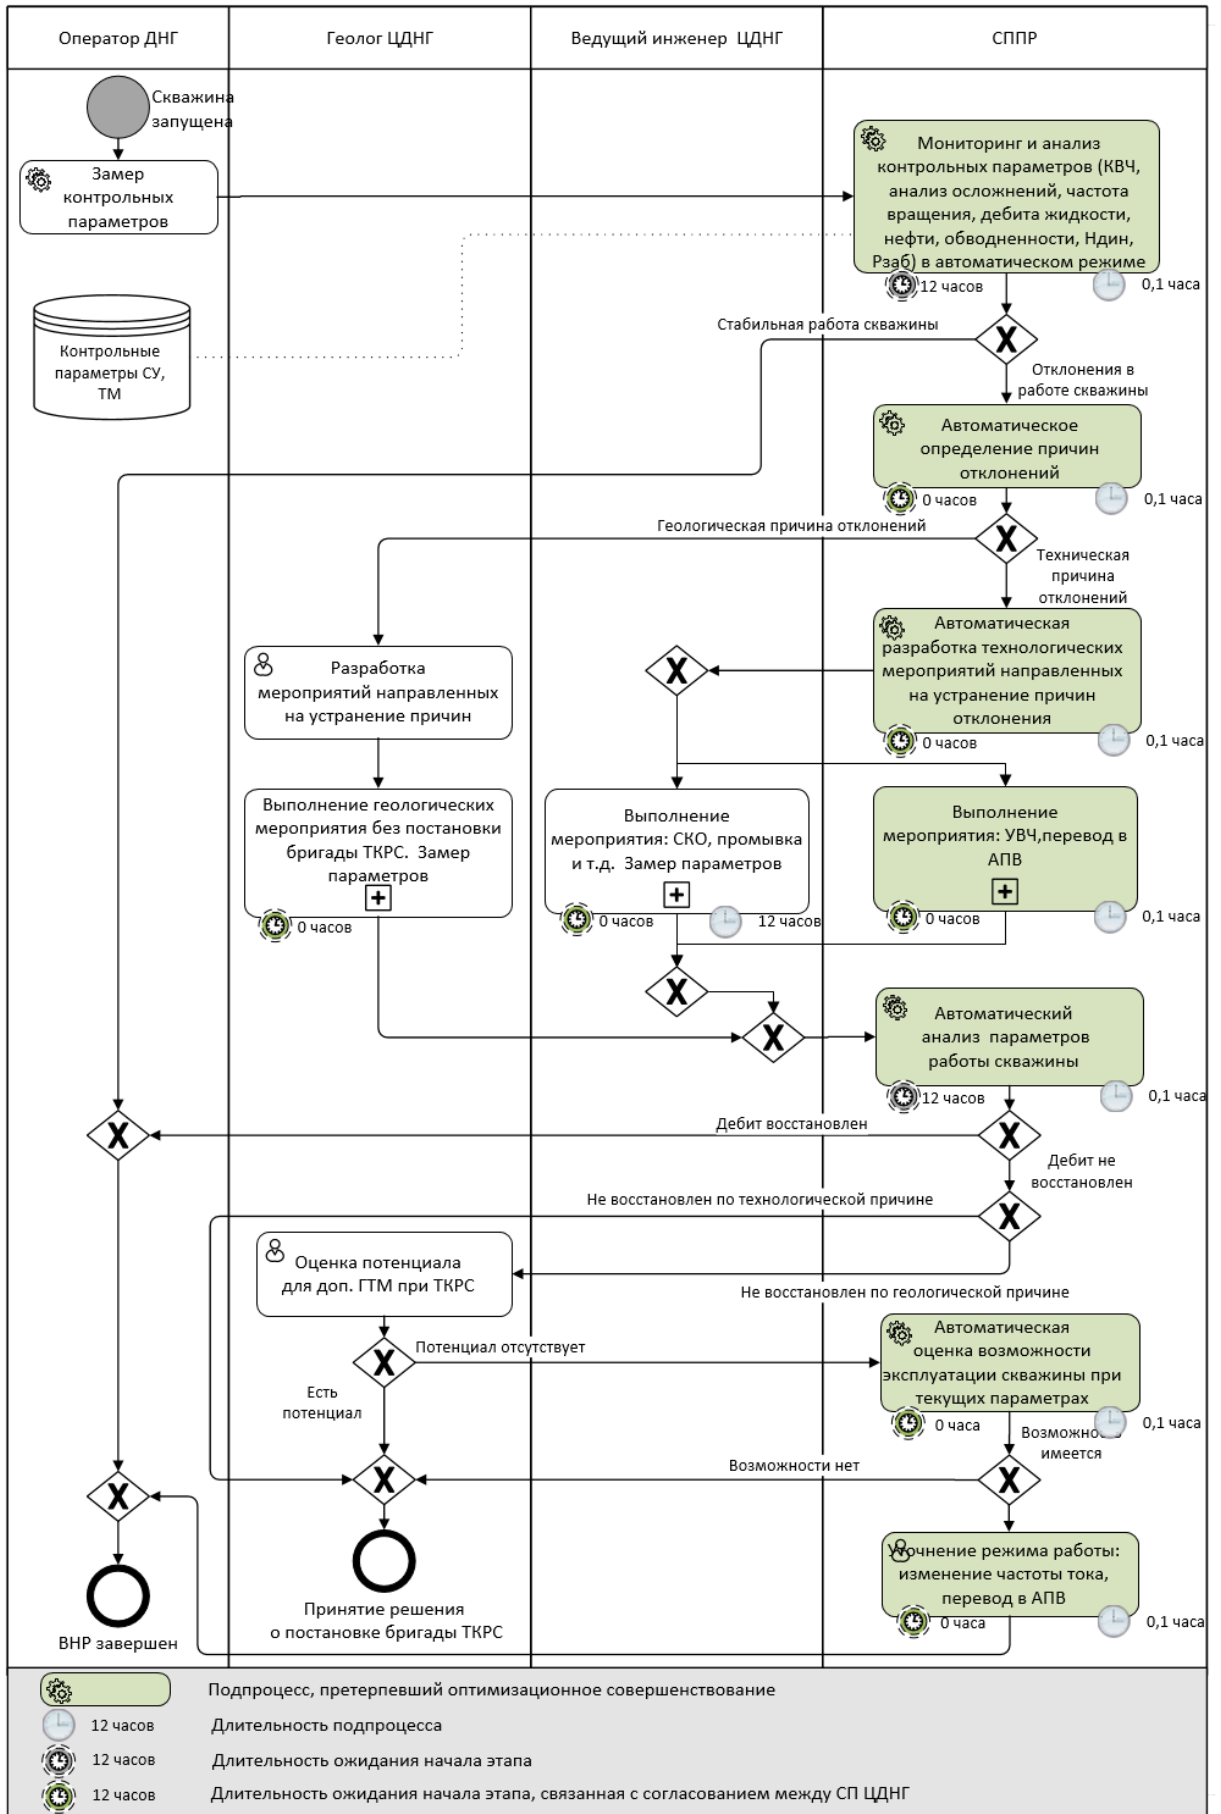 Оператор ДНГ
Геолог ЦДНГ
Ведущий инженер ЦДНГ
СППР
Скважина
запущена
Замер
контрольных
параметров
Мониторинг и анализ
контрольных параметров (КВЧ,
анализ осложнений, частота
вращения, дебита жидкости,
нефти, обводненности, Ндин,
Рзаб) в автоматическом режиме
12 часов
0,1 часа
Контрольные
параметры СУ,
ТМ
Стабильная работа скважины
X
Отклонения в
работе скважины
Автоматическое
определение причин
отклонений
0 часов
0,1 часа
Геологическая причина отклонений
X
Техническая
причина
отклонений
Разработка
мероприятий направленных
на устранение причин
X
Автоматическая
разработка технологических
мероприятий направленных
на устранение причин
отклонения
0 часов
0,1 часа
Выполнение геологических
мероприятия без постановки
бригады ТКРС. Замер
параметров
0 часов
Выполнение
мероприятия: СКО, промывка
и т.д. Замер параметров
0 часов
12 часов
Выполнение
мероприятия: УВЧ,перевод в
АПВ
0 часов
0,1 часа
X
X
Автоматический
анализ параметров
работы скважины
12 часов
0,1 часа
X
Дебит восстановлен
X
Дебит не
восстановлен
Не восстановлен по технологической причине
X
Оценка потенциала
для доп. ГТМ при ТКРС
Не восстановлен по геологической причине
X
Потенциал отсутствует
Есть
потенциал
Автоматическая
оценка возможности
эксплуатации скважины при
текущих параметрах
0 часа
0,1 часа
имеется
X
X
Возможности нет
X
Принятие решения
о постановке бригады ТКРС
ВНР завершен
Уточнение режима работы:
изменение частоты тока,
перевод в АПВ
0 часа
0,1 часа
Подпроцесс, претерпевший оптимизационное совершенствование
12 часов Длительность подпроцесса
12 часов Длительность ожидания начала этапа
12 часов Длительность ожидания начала этапа, связанная с согласованием между СП ЦДНГ